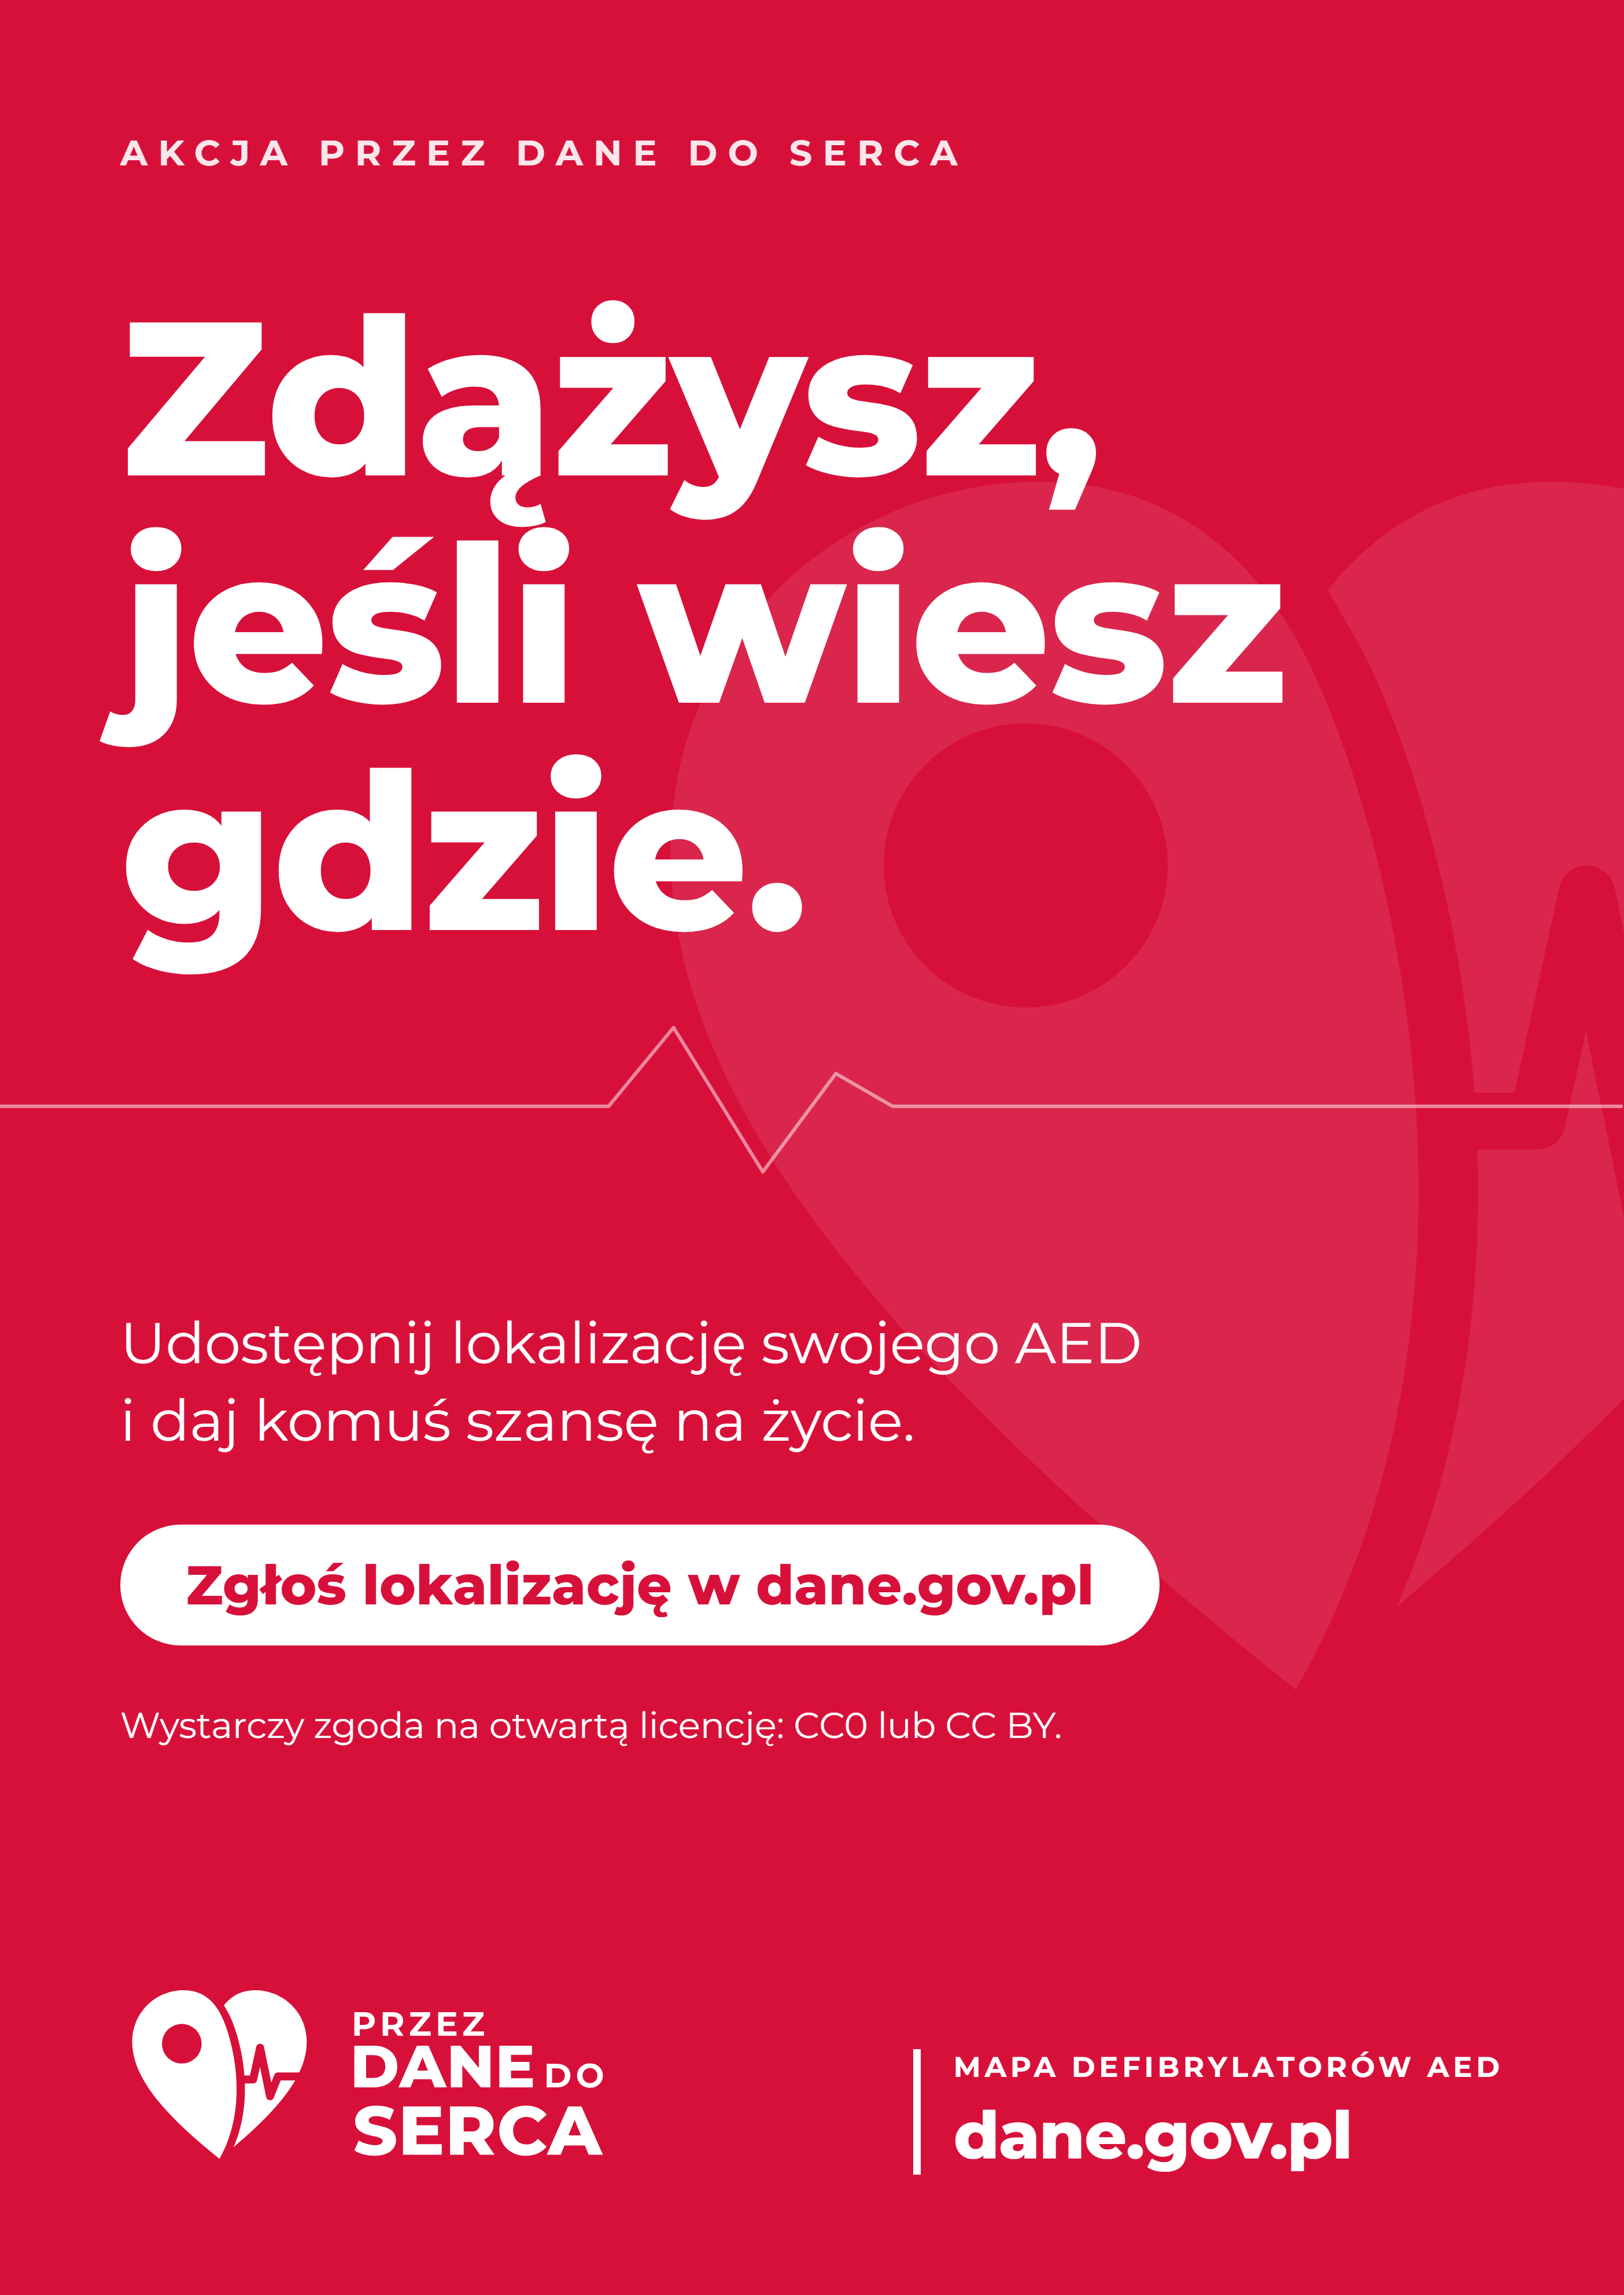 AKCJA PRZEZ DANE DO SERCA
Zdążysz,
jeśli wiesz
gdzie.
Udostępnij lokalizację swojego AED
i daj komuś szansę na życie.
Zgłoś lokalizację w dane.gov.pl
Wystarczy zgoda na otwartą licencję: CC0 lub CC BY.
PRZEZ
DANE DO
SERCA
MAPA DEFIBRYLATORÓW AED
dane.gov.pl